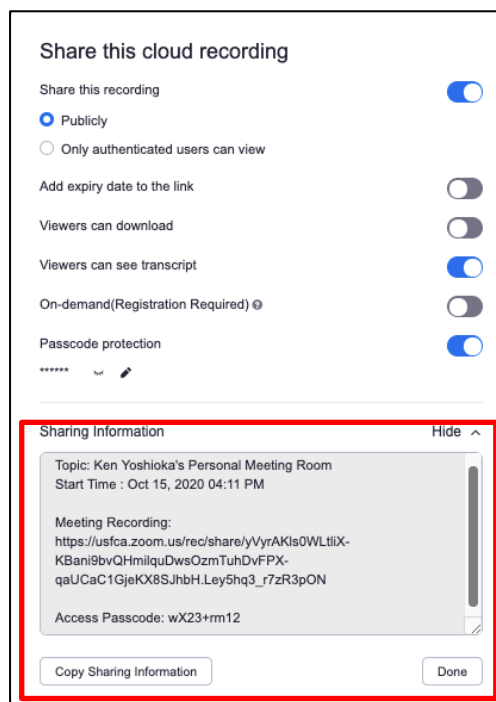 Share this cloud recording
Share this recording
Publicly
Only authenticated users can view
Add expiry date to the link
Viewers can download
Viewers can see transcript
On-demand(Registration Required)
Passcode protection
******
Sharing Information Hide
Topic: Ken Yoshioka's Personal Meeting Room
Start Time : Oct 15, 2020 04:11 PM
Meeting Recording:
https://usfca.zoom.us/rec/share/yVyrAKls0WLtliX-
KBani9bvQHmilquDwsOzmTuhDvFPX-
qaUCaC1GjeKX8SJhbH.Ley5hq3_r7zR3pON
Access Passcode: wX23+rm12
Copy Sharing Information Done